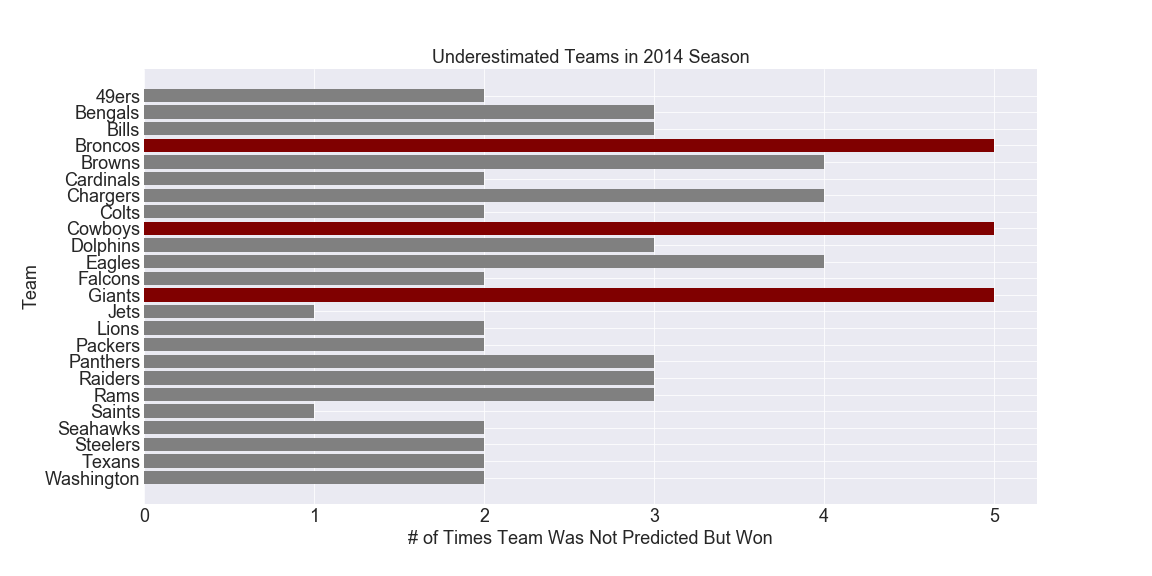 Underestimated Teams in 2014 Season
49ers
Bengals
Bills
Broncos
Browns
Cardinals
Chargers
Colts
Cowboys
Dolphins
Eagles
Falcons
Giants
Jets
Lions
Packers
Panthers
Raiders
Rams
Saints
Seahawks
Steelers
Texans
Washington
Team
0 1 2 3 4 5
# of Times Team Was Not Predicted But Won